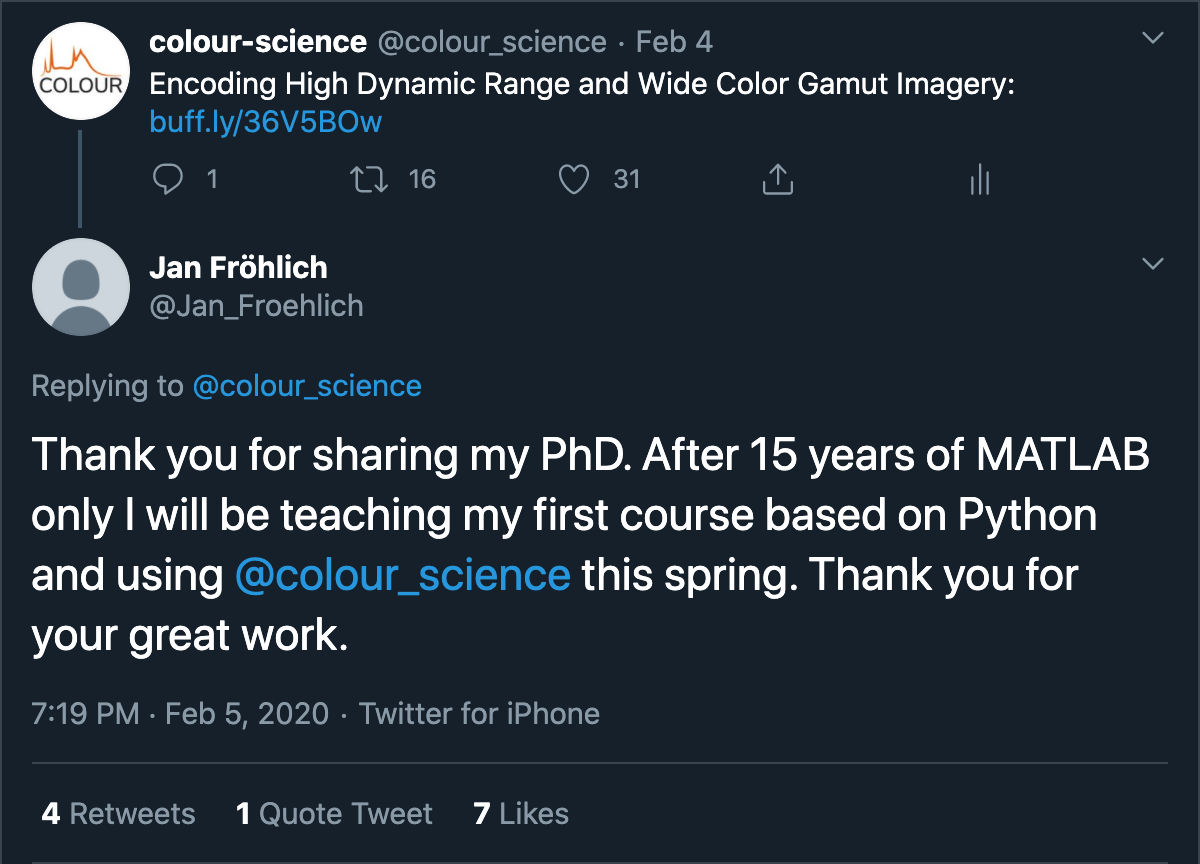 COLOUR
colour-science @colour_science · Feb 4
Encoding High Dynamic Range and Wide Color Gamut Imagery:
buff.ly/36V5BOw
1 16 31
Jan Fröhlich
@Jan_Froehlich
Replying to @colour_science
Thank you for sharing my PhD. After 15 years of MATLAB
only I will be teaching my first course based on Python
and using @colour_science this spring. Thank you for
your great work.
7:19 PM · Feb 5, 2020 · Twitter for iPhone
4 Retweets 1 Quote Tweet 7 Likes